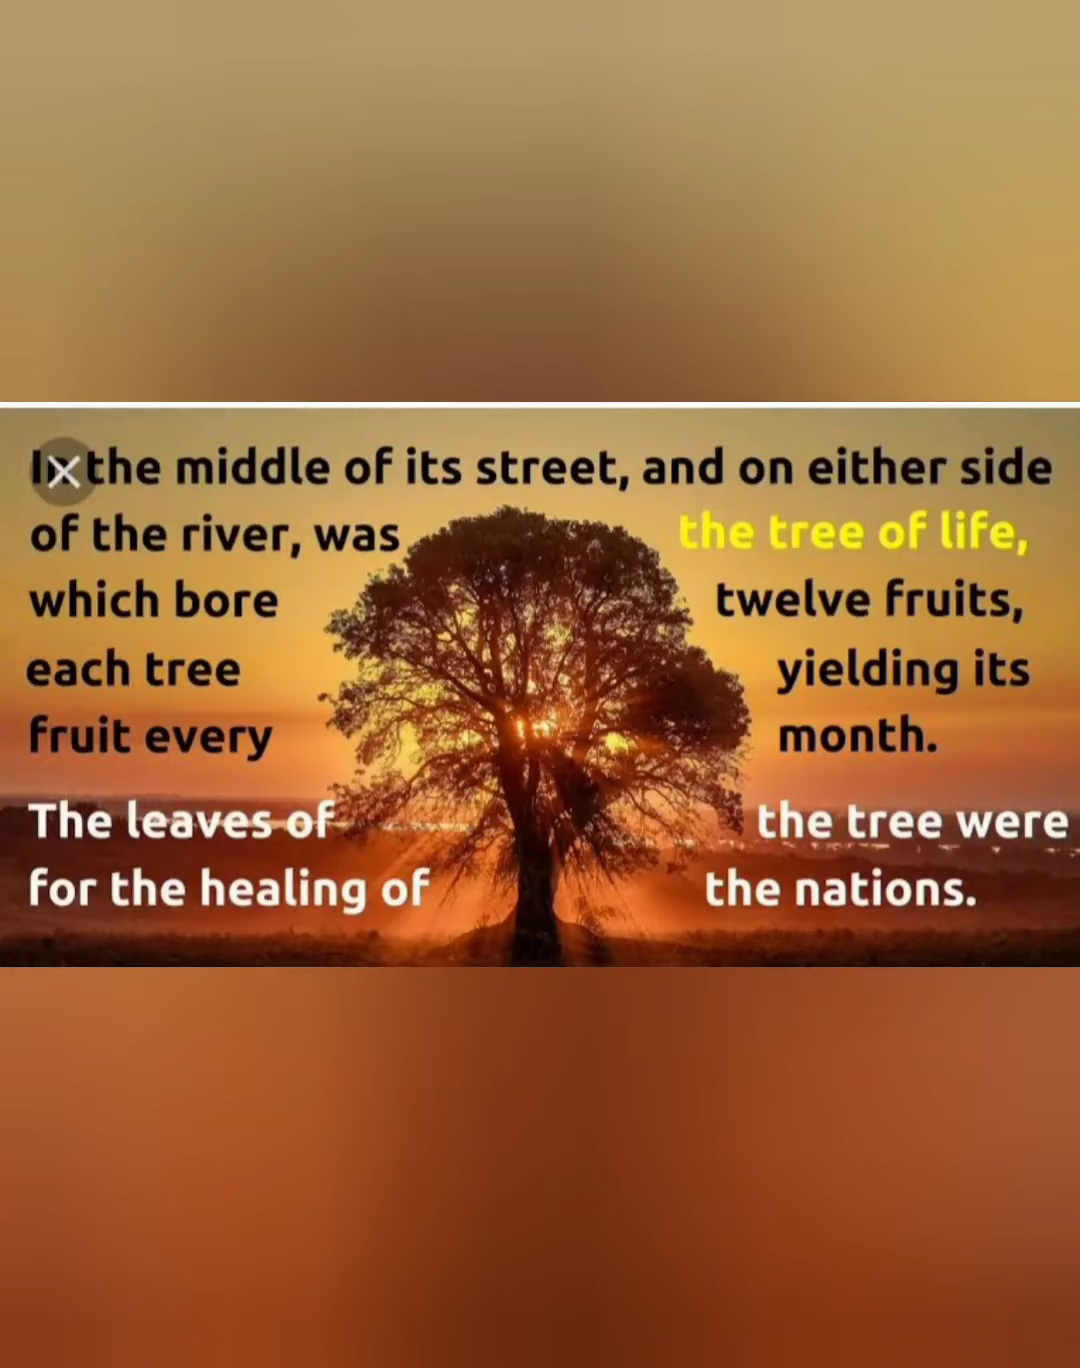 In the middle of its street, and on either side
of the river, was the tree of life,
which bore twelve fruits,
each tree yielding its
fruit every month.
The leaves of the tree were
for the healing of the nations.